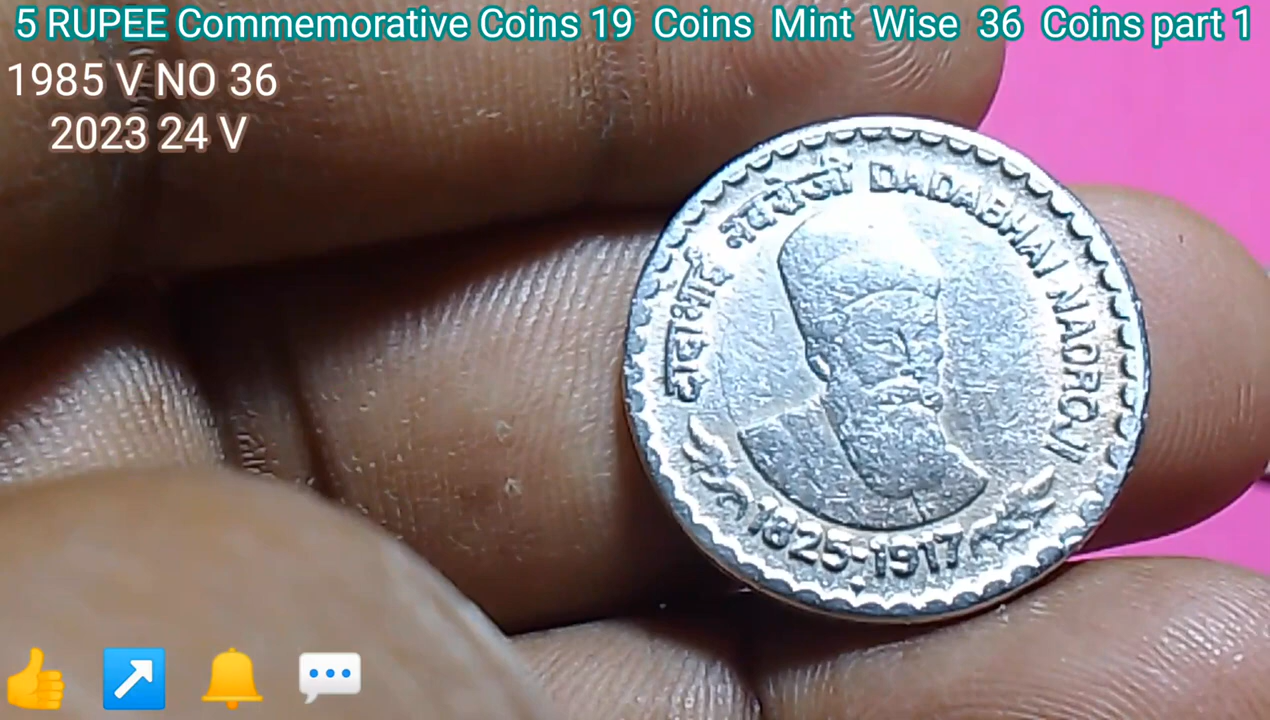 5 RUPEE Commemorative Coins 19 Coins Mint Wise 36 Coins part 1
1985 V NO 36
2023 24 V
दादाभाई नवरोजी DADABHAI NAOROJI
1825-1917